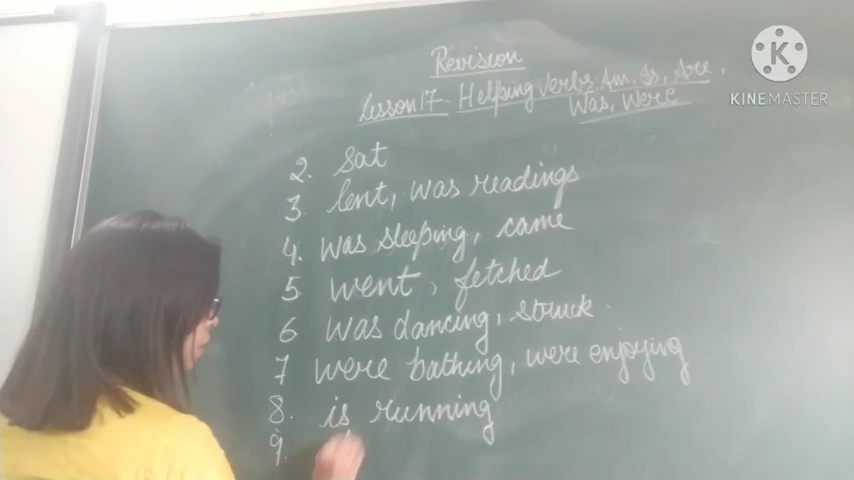 Revision
Lesson 17- Helping Verbs: Am, Is, Are,
Was, Were
2. sat
3 lent, was readings
4. was sleeping, came
5 went, fetched
6 was dancing, struck.
7 were bathing, were enjoying
8. is running
9.
K
KINEMASTER